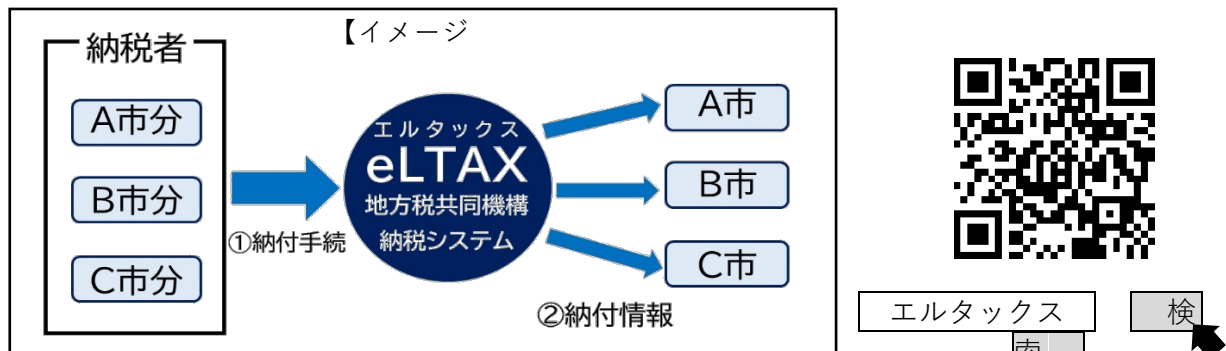 【イメージ
納税者
A市分
B市分
C市分
①納付手続
エルタックス
eLTAX
地方税共同機構
納税システム
A市
B市
C市
②納付情報
エルタックス
検
索